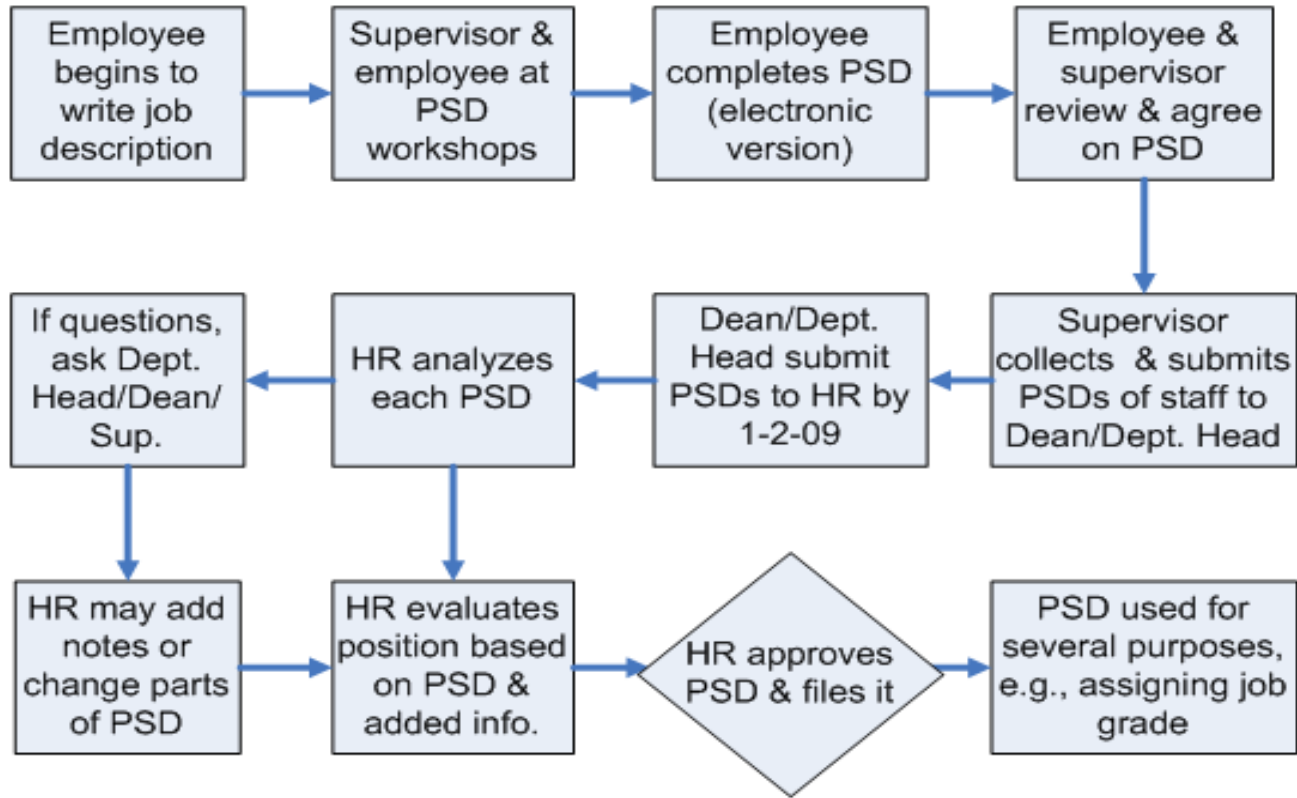 Employee
begins to
write job
description
Supervisor &
employee at
PSD
workshops
Employee
completes PSD
(electronic
version)
Employee &
supervisor
review & agree
on PSD
If questions,
ask Dept.
Head/Dean/
Sup.
HR analyzes
each PSD
Dean/Dept.
Head submit
PSDs to HR by
1-2-09
Supervisor
collects & submits
PSDs of staff to
Dean/Dept. Head
HR may add
notes or
change parts
of PSD
HR evaluates
position based
on PSD &
added info.
HR approves
PSD & files it
PSD used for
several purposes,
e.g., assigning job
grade